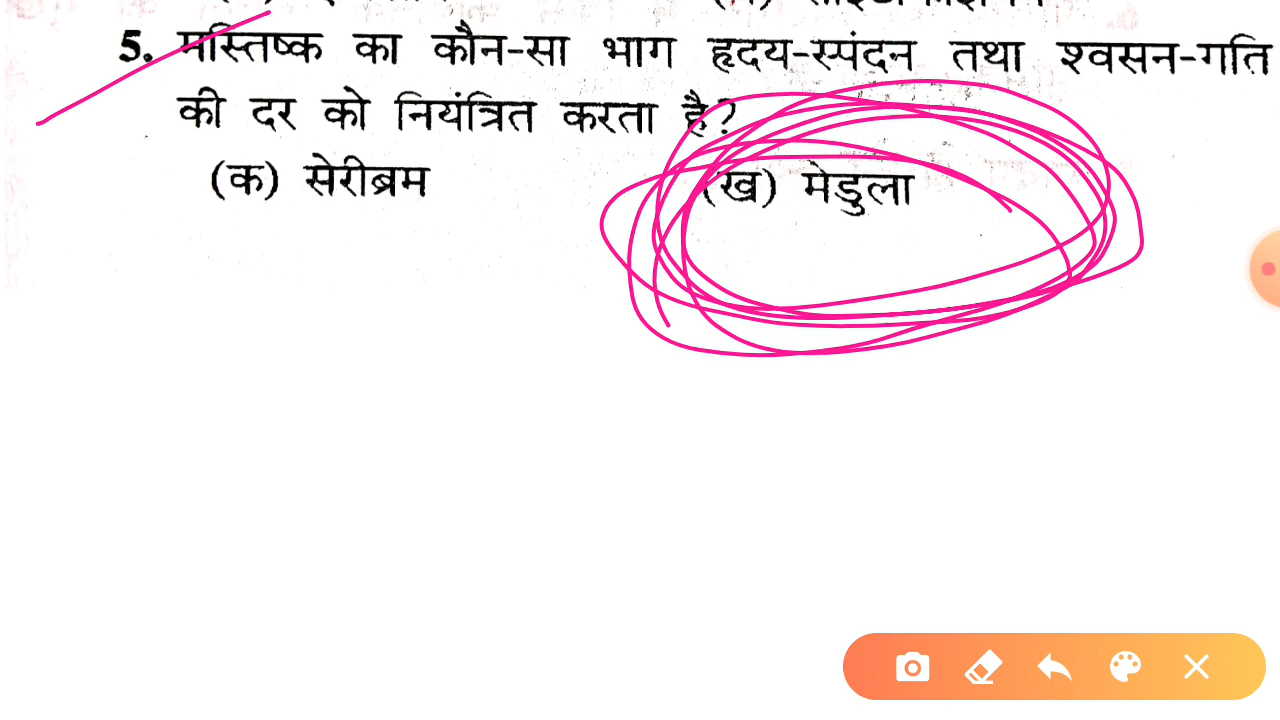 5. मस्तिष्क का कौन-सा भाग हृदय-स्पंदन तथा श्वसन-गति
की दर को नियंत्रित करता है?
(क) सेरीब्रम (ख) मेडुला